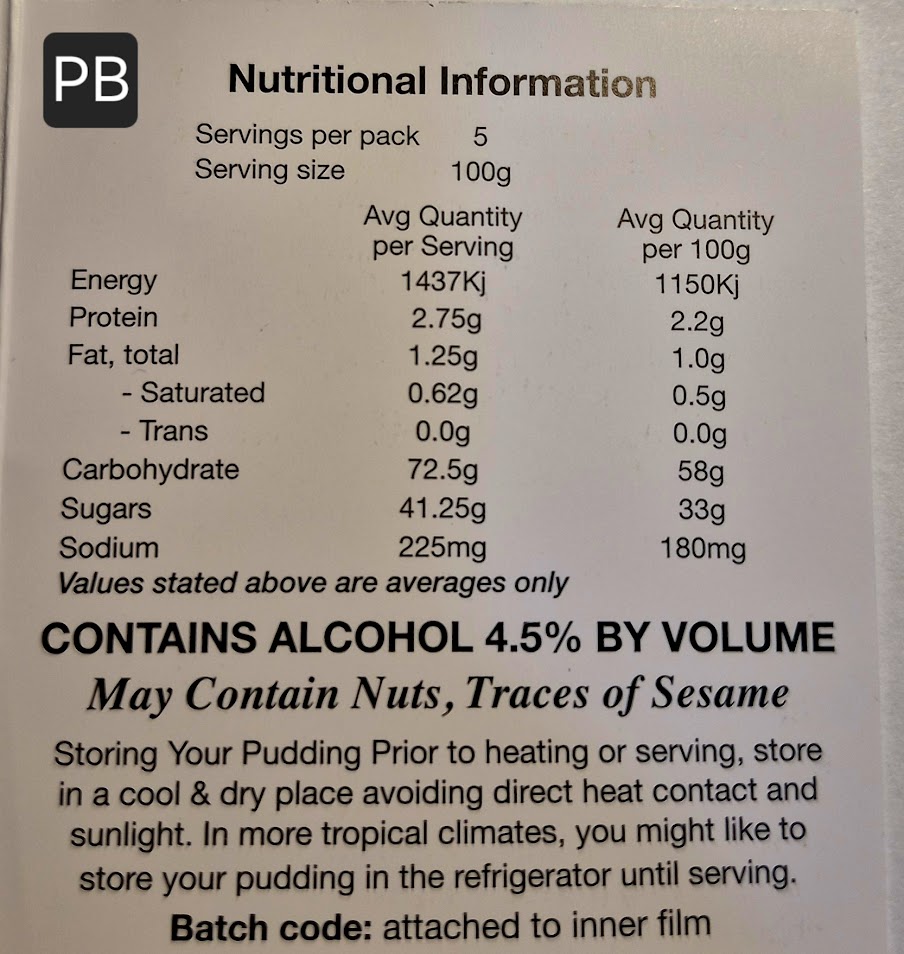 PB
Nutritional Information
Servings per pack 5
Serving size 100g
Avg Quantity Avg Quantity
per Serving per 100g
Energy 1437Kj 1150Kj
Protein 2.75g 2.2g
Fat, total 1.25g 1.0g
- Saturated 0.62g 0.5g
- Trans 0.0g 0.0g
Carbohydrate 72.5g 58g
Sugars 41.25g 33g
Sodium 225mg 180mg
Values stated above are averages only
CONTAINS ALCOHOL 4.5% BY VOLUME
May Contain Nuts, Traces of Sesame
Storing Your Pudding Prior to heating or serving, store
in a cool & dry place avoiding direct heat contact and
sunlight. In more tropical climates, you might like to
store your pudding in the refrigerator until serving.
Batch code: attached to inner film